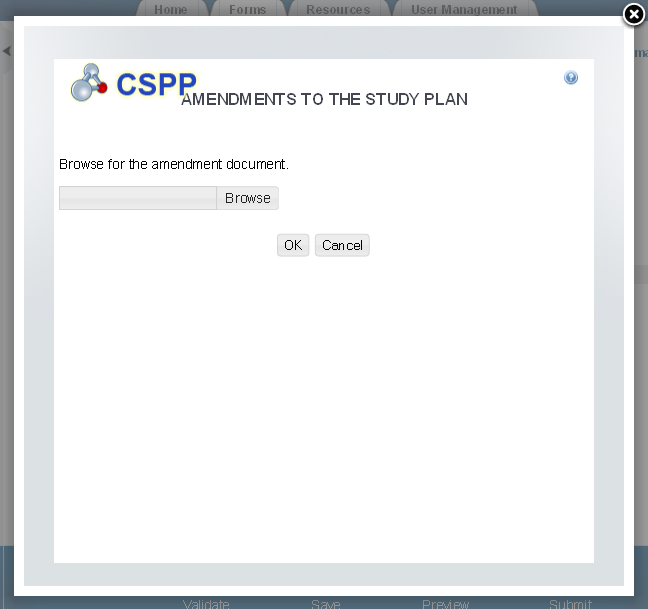 Home Forms Resources User Management
ma
CSPP
AMENDMENTS TO THE STUDY PLAN
Browse for the amendment document.
Browse
OK Cancel
Validate Save Preview Submit